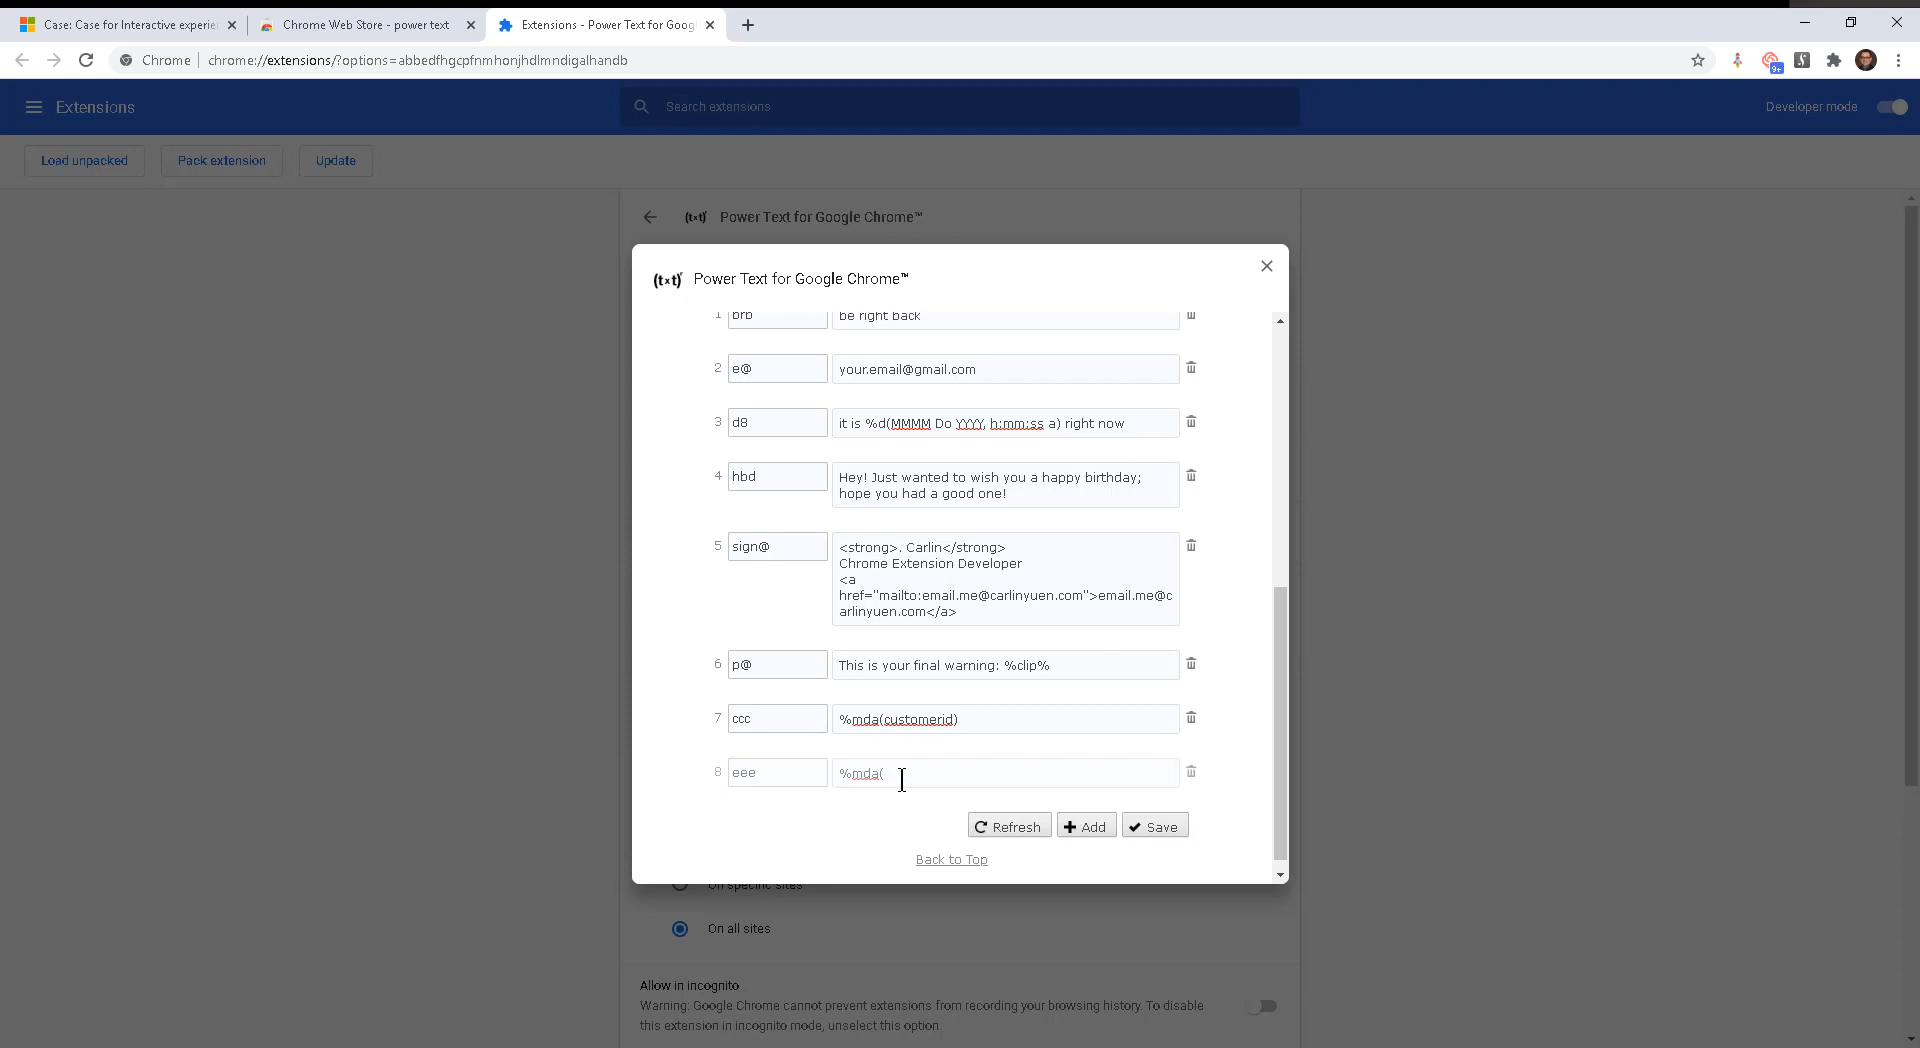 Case: Case for Interactive experie
Chrome Web Store - power text
Extensions - Power Text for Goog
Chrome
chrome://extensions/?options=abbedfhgcpfnmhonjhdlmndigalhandb
9+
Extensions
Search extensions
Developer mode
Load unpacked
Pack extension
Update
(txt)
Power Text for Google Chrome™
(txt)
Power Text for Google Chrome™
1
brb
be right back
2
e@
your.email@gmail.com
3
d8
it is %d(MMMM Do YYYY, h:mm:ss a) right now
4
hbd
Hey! Just wanted to wish you a happy birthday;
hope you had a good one!
5
sign@
<strong>. Carlin</strong>
Chrome Extension Developer
<a
href="mailto:email.me@carlinyuen.com">email.me@c
arlinyuen.com</a>
6
p@
This is your final warning: %clip%
7
ccc
%mda(customerid)
8
eee
%mda(
Refresh
Add
Save
Back to Top
On specific sites
On all sites
Allow in incognito
Warning: Google Chrome cannot prevent extensions from recording your browsing history. To disable
this extension in incognito mode, unselect this option.